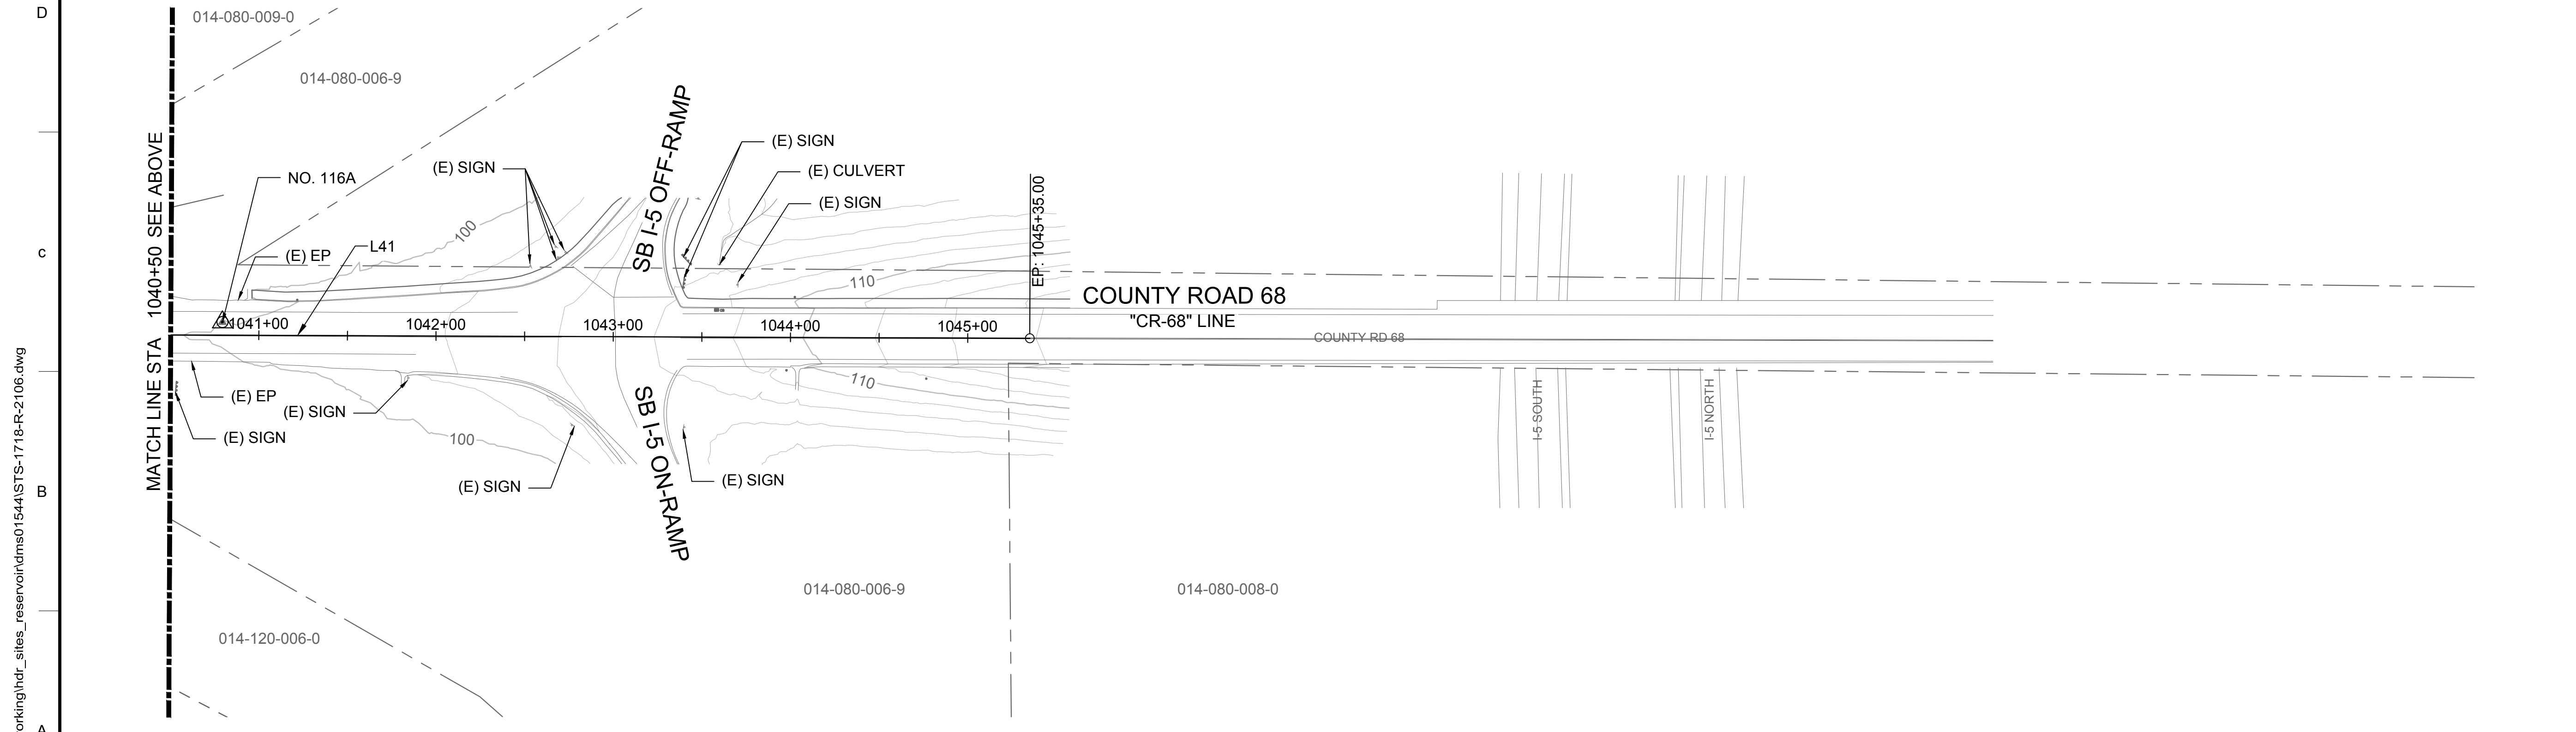 D
014-080-009-0
014-080-006-9
SB I-5 OFF-RAMP
(E) SIGN
(E) SIGN
(E) CULVERT
NO. 116A
(E) SIGN
100
EP: 1045+35.00
MATCH LINE STA 1040+50 SEE ABOVE
L41
c
(E) EP
110
COUNTY ROAD 68
"CR-68" LINE
1041+00
1042+00
1043+00
1044+00
1045+00
COUNTY RD 68
110
(E) EP
(E) SIGN
(E) SIGN
100
SB I-5 ON-RAMP
(E) SIGN
(E) SIGN
I-5 SOUTH
I-5 NORTH
B
014-080-006-9
014-080-008-0
014-120-006-0
A
orking\hdr_sites_reservoir\dms01544\STS-1718-R-2106.dwg